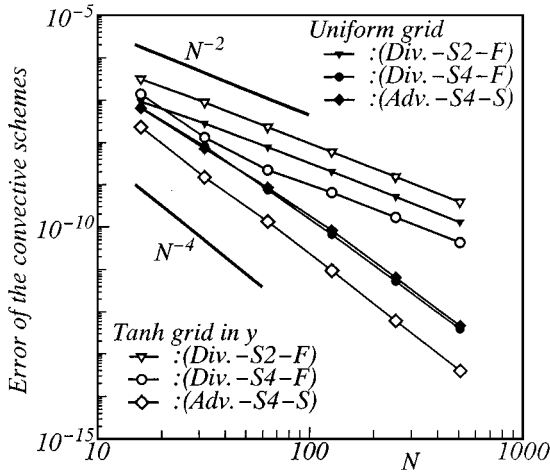 10^-5
Uniform grid
N^-2
:(Div.-S2-F)
:(Div.-S4-F)
:(Adv.-S4-S)
Error of the convective schemes
10^-10
N^-4
Tanh grid in y
:(Div.-S2-F)
:(Div.-S4-F)
:(Adv.-S4-S)
10^-15
10
100
N
1000